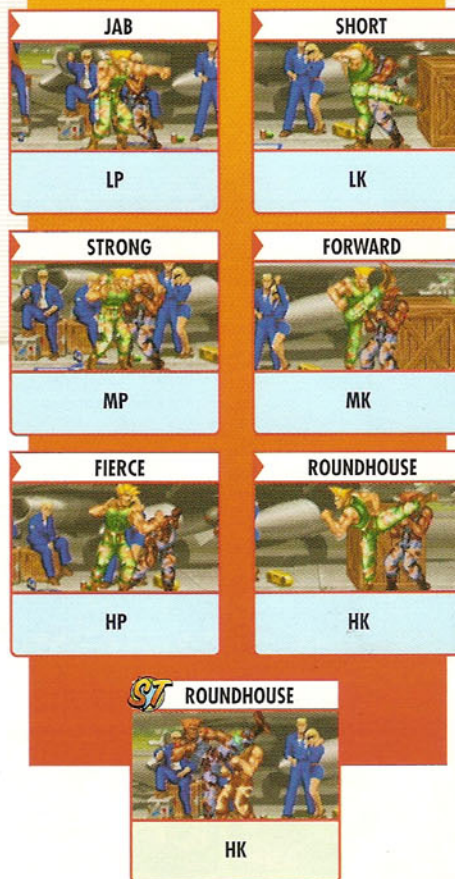 JAB
SHORT
LP
LK
STRONG
FORWARD
MP
MK
FIERCE
ROUNDHOUSE
HP
HK
ST ROUNDHOUSE
HK